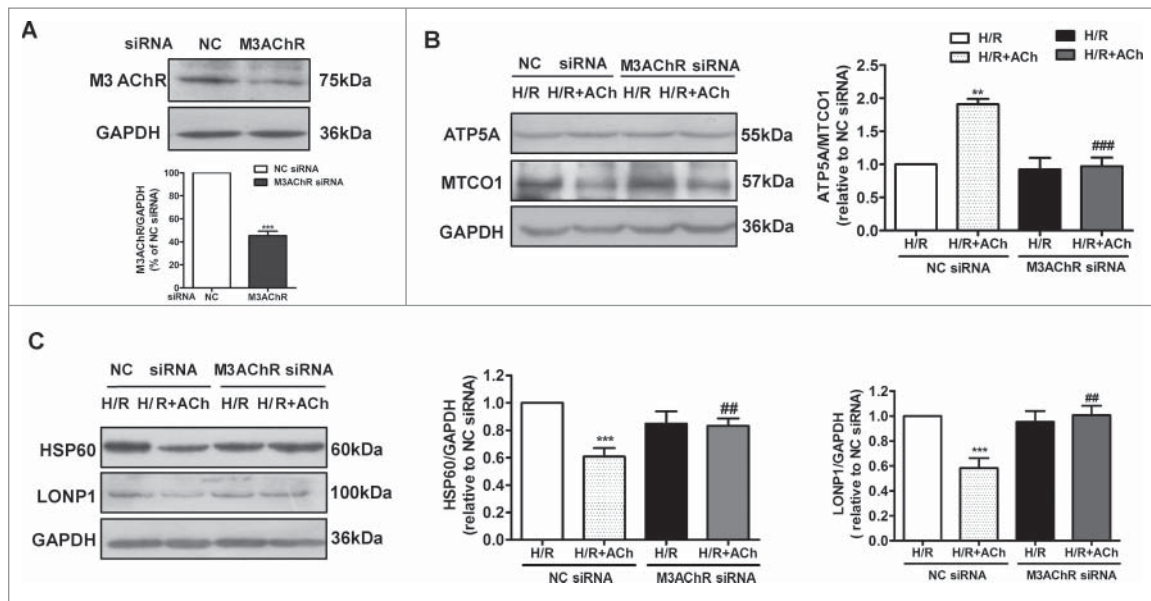 A
siRNA NC M3AChR
M3 AChR 75kDa
GAPDH 36kDa
NC siRNA
M3AChR siRNA
M3AChR/GAPDH
(% of NC siRNA)
100
80
60
40
20
0
***
siRNA NC M3AChR
B
NC siRNA M3AChR siRNA
H/R H/R+ACh H/R H/R+ACh
ATP5A 55kDa
MTCO1 57kDa
GAPDH 36kDa
H/R H/R
H/R+ACh H/R+ACh
ATP5A/MTCO1
(relative to NC siRNA)
2.5
2.0
1.5
1.0
0.5
0.0
**
###
H/R H/R+ACh H/R H/R+ACh
NC siRNA M3AChR siRNA
C
NC siRNA M3AChR siRNA
H/R H/R+ACh H/R H/R+ACh
HSP60 60kDa
LONP1 100kDa
GAPDH 36kDa
HSP60/GAPDH
(relative to NC siRNA)
1.2
1.0
0.8
0.6
0.4
0.2
0.0
***
##
H/R H/R+ACh H/R H/R+ACh
NC siRNA M3AChR siRNA
LONP1/GAPDH
( relative to NC siRNA)
1.2
1.0
0.8
0.6
0.4
0.2
0.0
***
##
H/R H/R+ACh H/R H/R+ACh
NC siRNA M3AChR siRNA